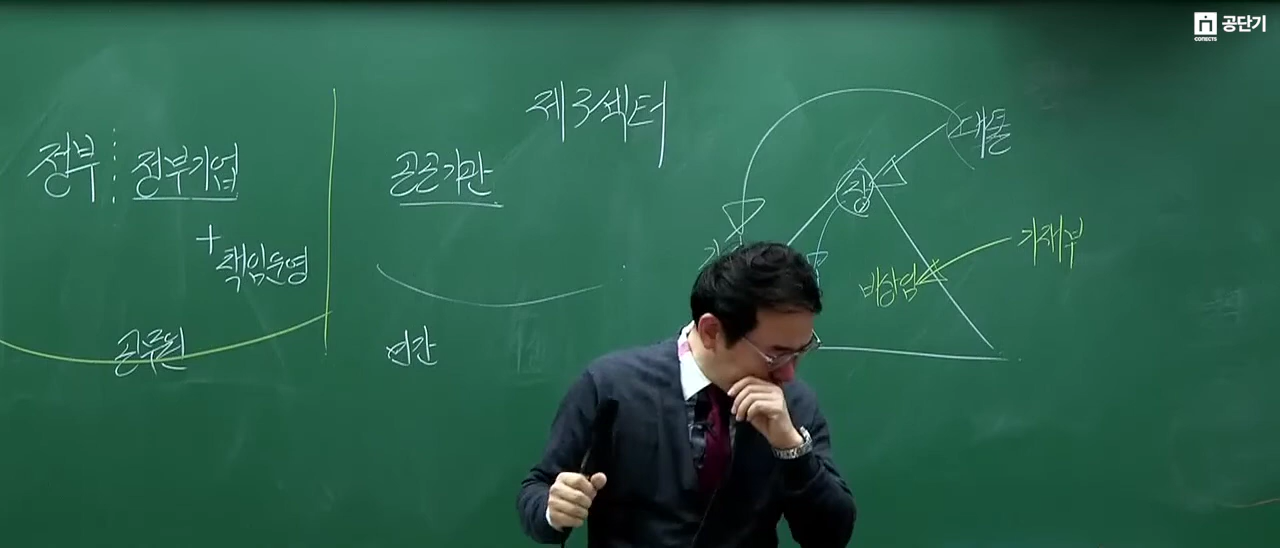 공단기
CONECTS
제3섹터
정부
정부기업
공공기관
+
책임운영
공무원
민간
장
대통
기재부
비상임